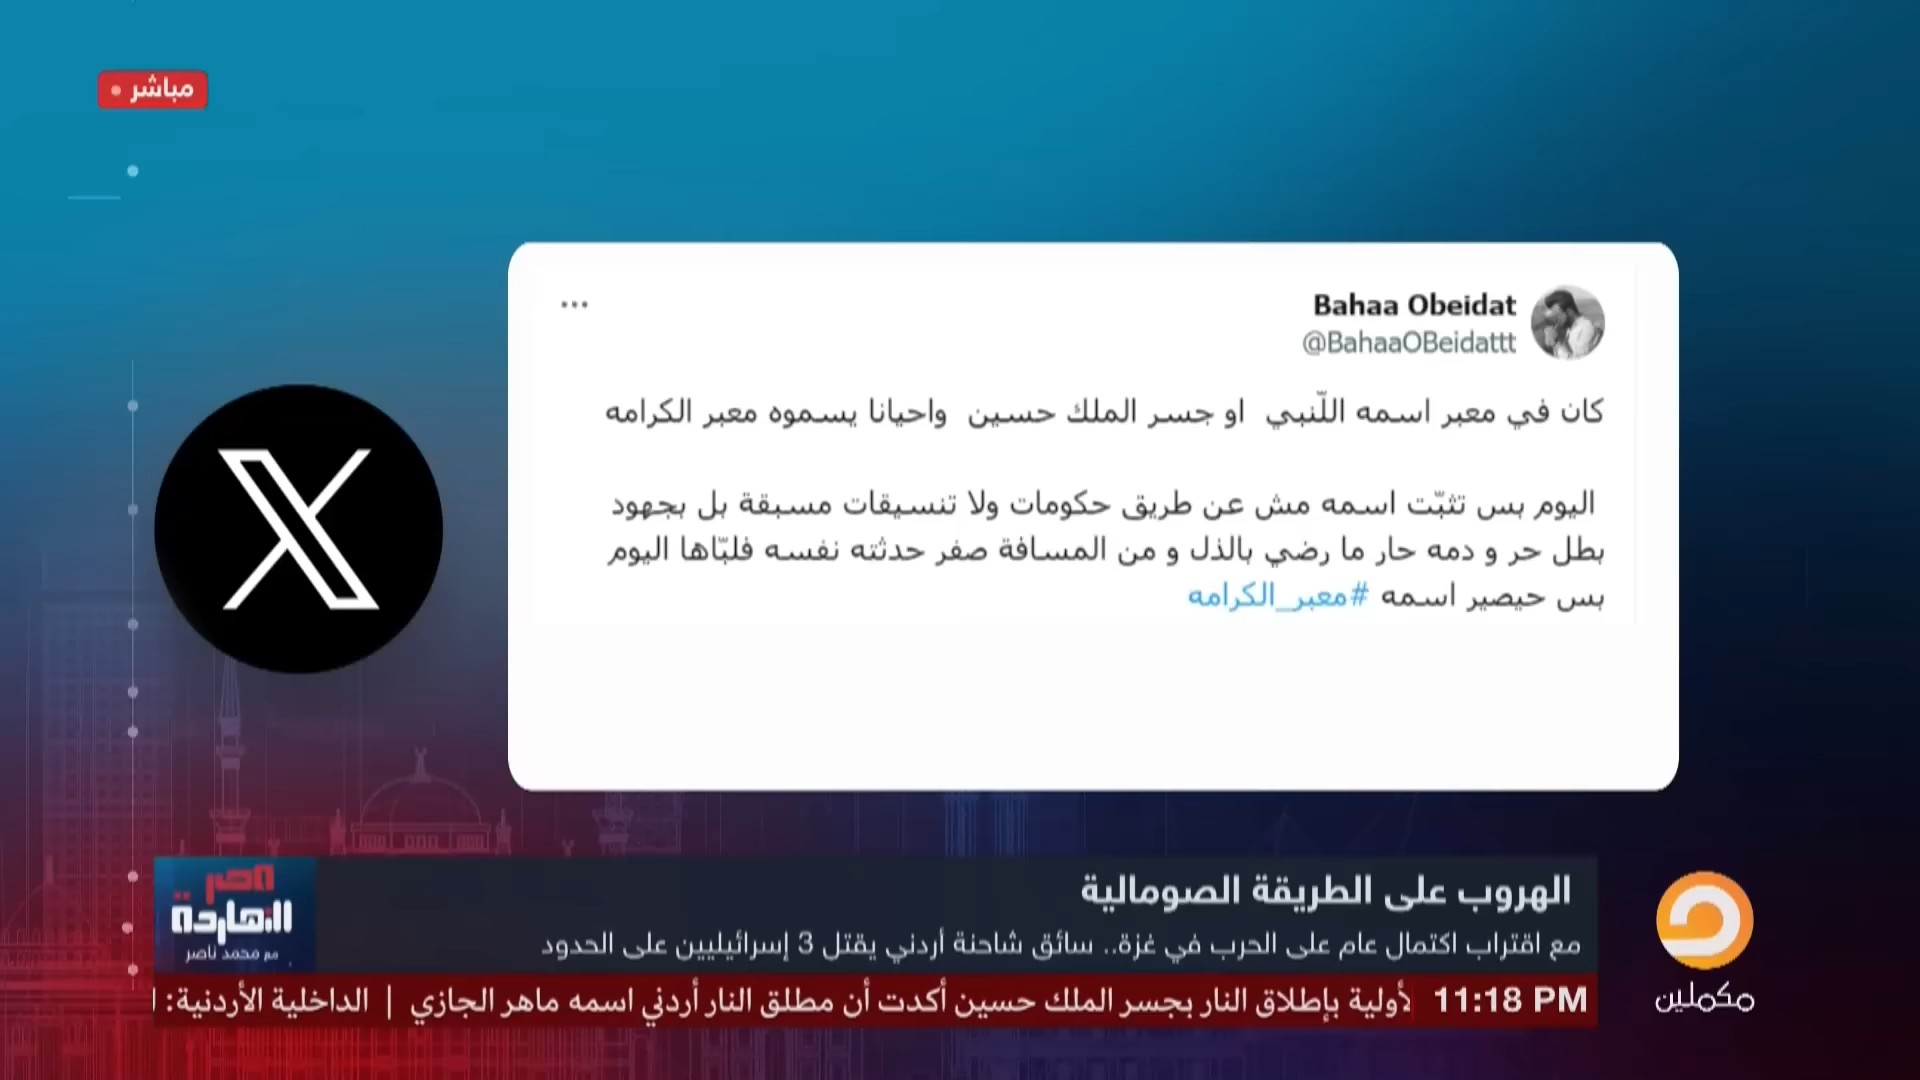 مباشر
Bahaa Obeidat
@BahaaOBeidattt
كان في معبر اسمه اللّنبي او جسر الملك حسين واحيانا يسموه معبر الكرامه
اليوم بس تثبّت اسمه مش عن طريق حكومات ولا تنسيقات مسبقة بل بجهود
بطل حر و دمه حار ما رضي بالذل و من المسافة صفر حدثته نفسه فلبّاها اليوم
بس حيصير اسمه #معبر_الكرامه
الهروب على الطريقة الصومالية
مع اقتراب اكتمال عام على الحرب في غزة.. سائق شاحنة أردني يقتل 3 إسرائيليين على الحدود
مصر
النهاردة
مع محمد ناصر
11:18 PM
لأولية بإطلاق النار بجسر الملك حسين أكدت أن مطلق النار أردني اسمه ماهر الجازي | الداخلية الأردنية:
مكملين